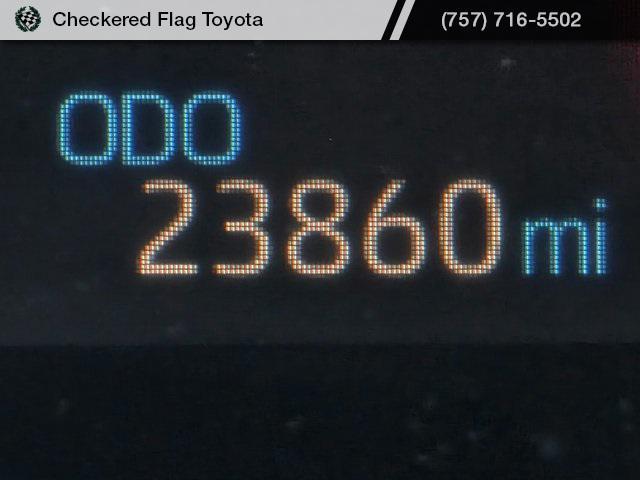 Checkered Flag Toyota (757) 716-5502
ODO
23860 mi